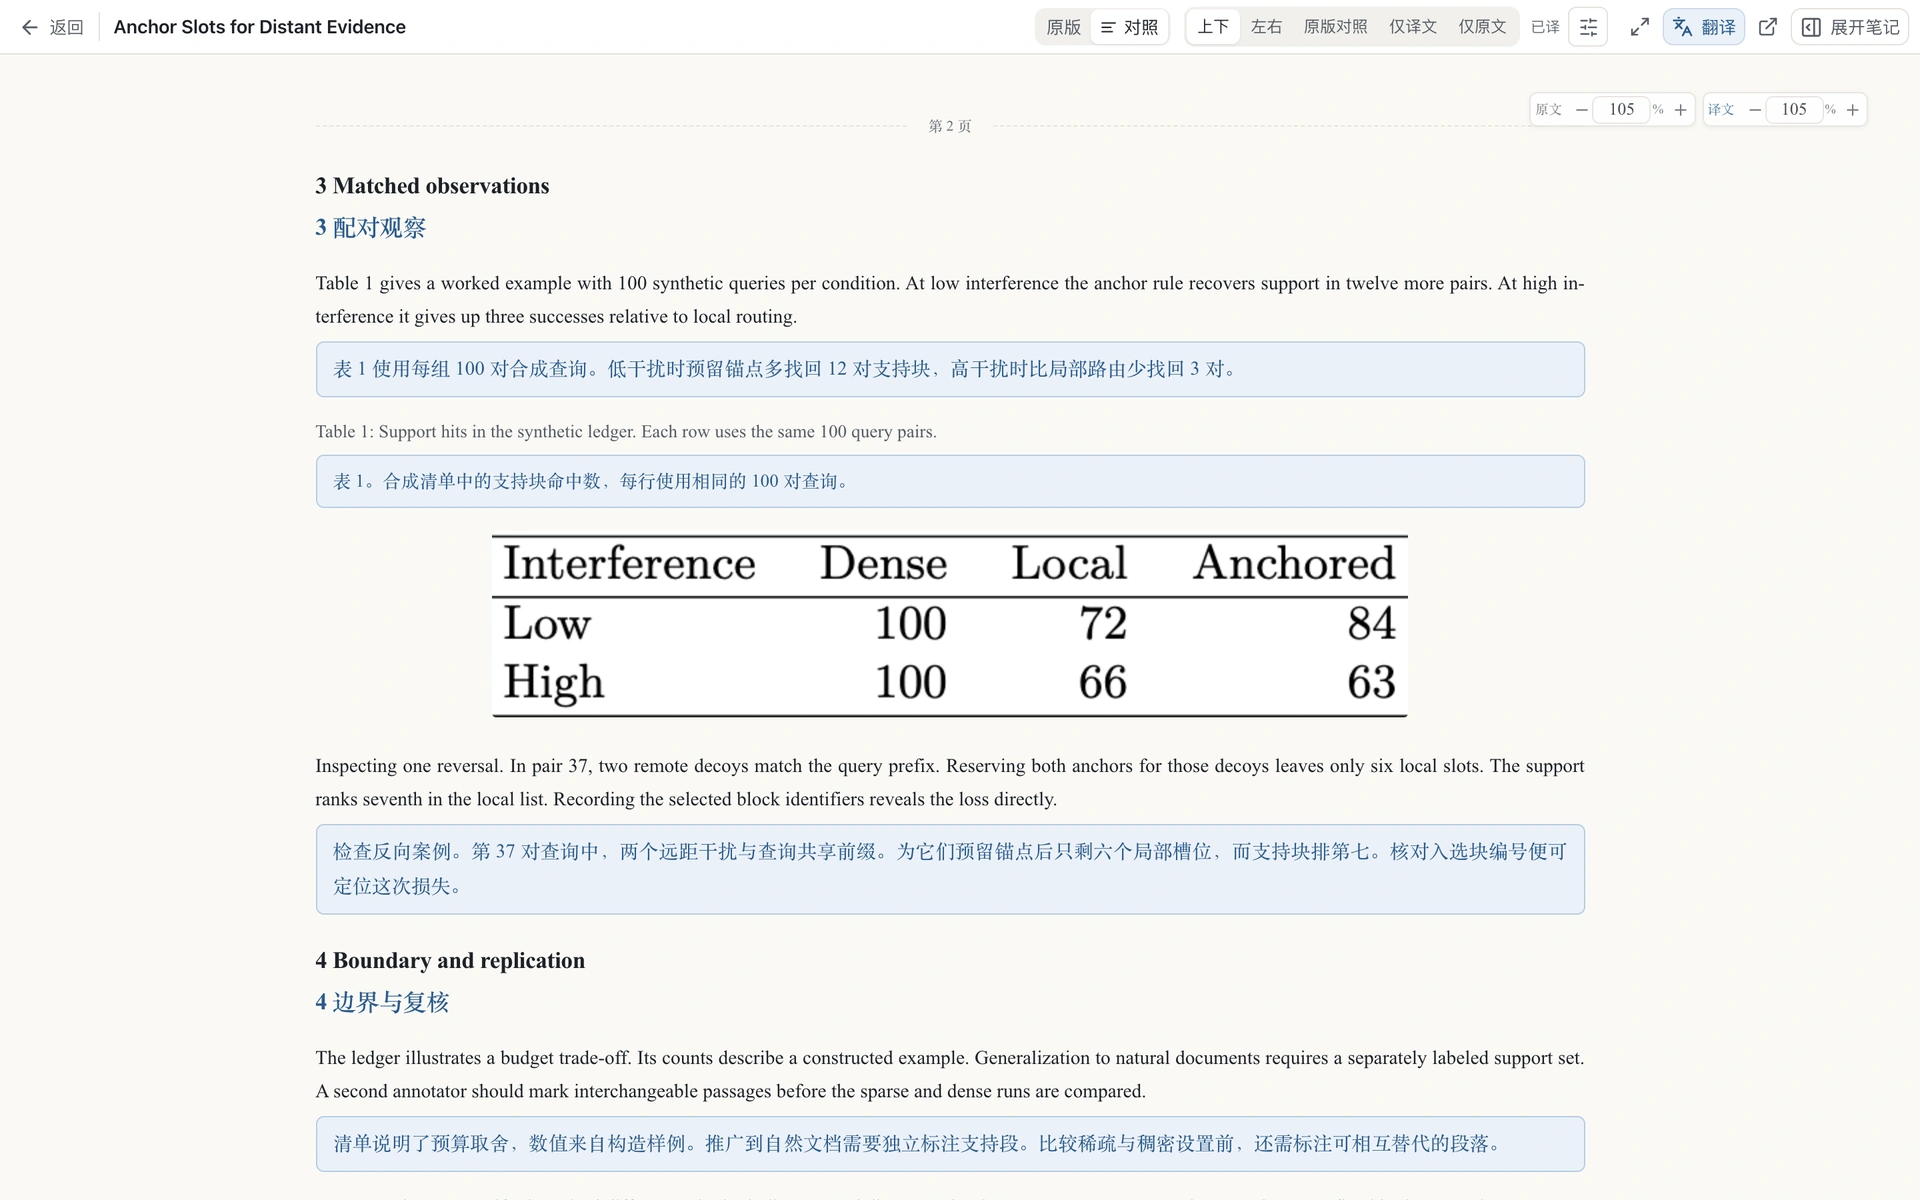 返回 Anchor Slots for Distant Evidence 原版 对照 上下 左右 原版对照 仅译文 仅原文 已译 翻译 展开笔记
原文 105 % 译文 105 %
第 2 页
3 Matched observations
3 配对观察
Table 1 gives a worked example with 100 synthetic queries per condition. At low interference the anchor rule recovers support in twelve more pairs. At high in-
terference it gives up three successes relative to local routing.
表 1 使用每组 100 对合成查询。低干扰时预留锚点多找回 12 对支持块，高干扰时比局部路由少找回 3 对。
Table 1: Support hits in the synthetic ledger. Each row uses the same 100 query pairs.
表 1。合成清单中的支持块命中数，每行使用相同的 100 对查询。
Interference Dense Local Anchored
Low 100 72 84
High 100 66 63
Inspecting one reversal. In pair 37, two remote decoys match the query prefix. Reserving both anchors for those decoys leaves only six local slots. The support
ranks seventh in the local list. Recording the selected block identifiers reveals the loss directly.
检查反向案例。第 37 对查询中，两个远距干扰与查询共享前缀。为它们预留锚点后只剩六个局部槽位，而支持块排第七。核对入选块编号便可
定位这次损失。
4 Boundary and replication
4 边界与复核
The ledger illustrates a budget trade-off. Its counts describe a constructed example. Generalization to natural documents requires a separately labeled support set.
A second annotator should mark interchangeable passages before the sparse and dense runs are compared.
清单说明了预算取舍，数值来自构造样例。推广到自然文档需要独立标注支持段。比较稀疏与稠密设置前，还需标注可相互替代的段落。